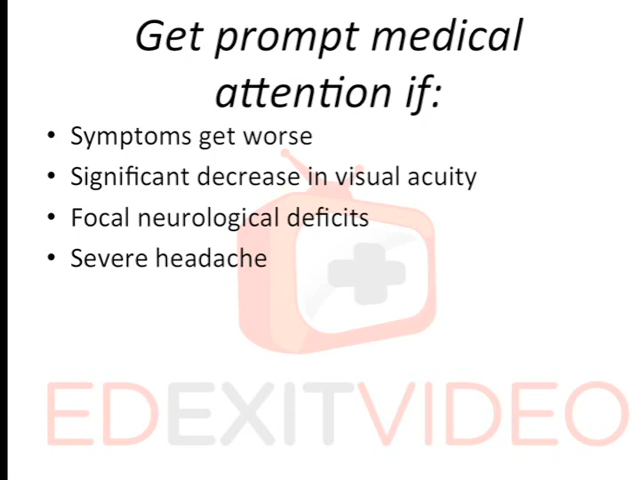 Get prompt medical
attention if:
• Symptoms get worse
• Significant decrease in visual acuity
• Focal neurological deficits
• Severe headache
EDEXITVIDEO